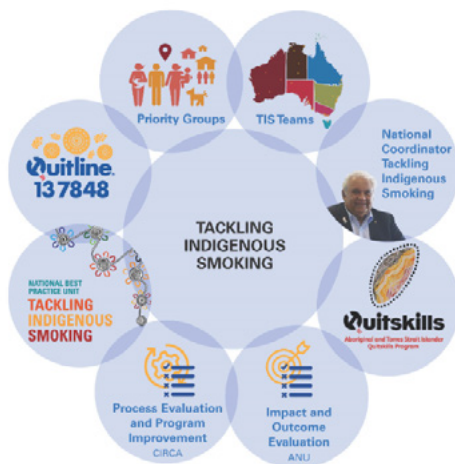 Priority Groups
TIS Teams
Quitline
13 7848
National
Coordinator
Tackling
Indigenous
Smoking
TACKLING
INDIGENOUS
SMOKING
NATIONAL BEST
PRACTICE UNIT
TACKLING
INDIGENOUS
SMOKING
Quitskills
Aboriginal and Torres Strait Islander
Quitskills Program
Process Evaluation
and Program
Improvement
CIRCA
Impact and
Outcome
Evaluation
ANU